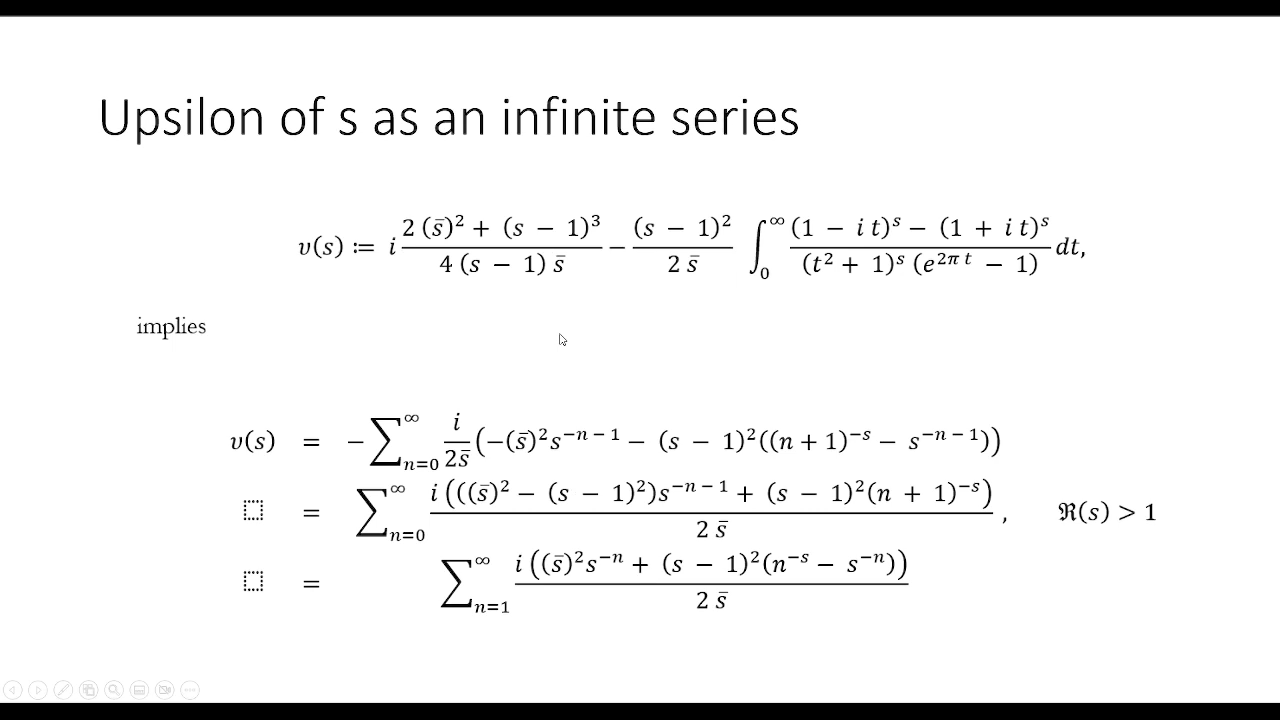 Upsilon of s as an infinite series
υ(s) ≔ i (2 (s̄)² + (s − 1)³)/(4 (s − 1) s̄) − (s − 1)²/(2 s̄) ∫₀^∞ ((1 − i t)ˢ − (1 + i t)ˢ)/((t² + 1)ˢ (e^{2π t} − 1)) dt,
implies
υ(s) = −∑_{n=0}^∞ i/(2s̄) (−(s̄)² s^{−n − 1} − (s − 1)²((n + 1)^{−s} − s^{−n − 1}))
⬚ = ∑_{n=0}^∞ i (((s̄)² − (s − 1)²)s^{−n − 1} + (s − 1)²(n + 1)^{−s})/(2 s̄) , ℜ(s) > 1
⬚ = ∑_{n=1}^∞ i ((s̄)² s^{−n} + (s − 1)²(n^{−s} − s^{−n}))/(2 s̄)